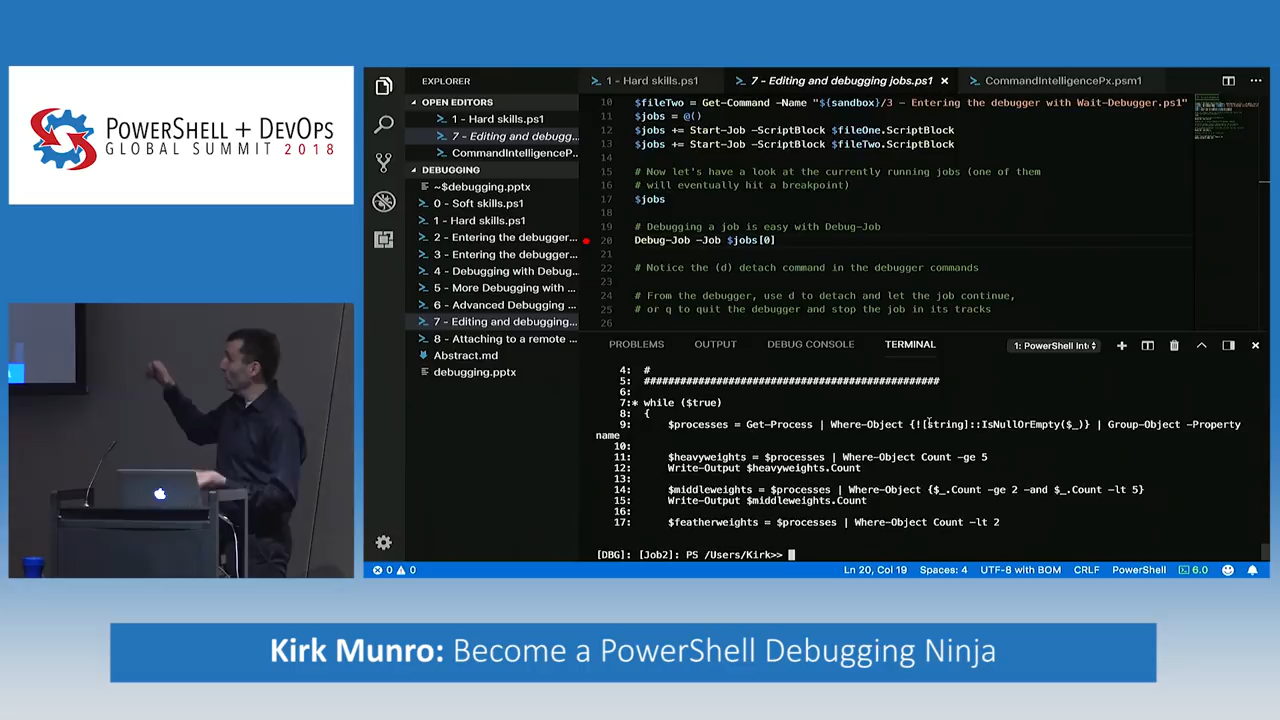 PowerShell + DevOps
GLOBAL SUMMIT 2018
EXPLORER
OPEN EDITORS
1 - Hard skills.ps1
7 - Editing and debugg...
CommandIntelligenceP...
DEBUGGING
~$debugging.pptx
0 - Soft skills.ps1
1 - Hard skills.ps1
2 - Entering the debugger...
3 - Entering the debugger...
4 - Debugging with Debug...
5 - More Debugging with ...
6 - Advanced Debugging ...
7 - Editing and debugging...
8 - Attaching to a remote ...
Abstract.md
debugging.pptx
1 - Hard skills.ps1
7 - Editing and debugging jobs.ps1
CommandIntelligencePx.psm1
10 $fileTwo = Get-Command -Name "${sandbox}/3 - Entering the debugger with Wait-Debugger.ps1"
11 $jobs = @()
12 $jobs += Start-Job -ScriptBlock $fileOne.ScriptBlock
13 $jobs += Start-Job -ScriptBlock $fileTwo.ScriptBlock
14
15 # Now let's have a look at the currently running jobs (one of them
16 # will eventually hit a breakpoint)
17 $jobs
18
19 # Debugging a job is easy with Debug-Job
20 Debug-Job -Job $jobs[0]
21
22 # Notice the (d) detach command in the debugger commands
23
24 # From the debugger, use d to detach and let the job continue,
25 # or q to quit the debugger and stop the job in its tracks
26
PROBLEMS OUTPUT DEBUG CONSOLE TERMINAL 1: PowerShell Inte
4: #
5: #################################################
6:
7:* while ($true)
8: {
9: $processes = Get-Process | Where-Object {![string]::IsNullOrEmpty($_)} | Group-Object -Property
name
10:
11: $heavyweights = $processes | Where-Object Count -ge 5
12: Write-Output $heavyweights.Count
13:
14: $middleweights = $processes | Where-Object {$_.Count -ge 2 -and $_.Count -lt 5}
15: Write-Output $middleweights.Count
16:
17: $featherweights = $processes | Where-Object Count -lt 2
[DBG]: [Job2]: PS /Users/Kirk>>
0 0 Ln 20, Col 19 Spaces: 4 UTF-8 with BOM CRLF PowerShell 6.0
Kirk Munro: Become a PowerShell Debugging Ninja